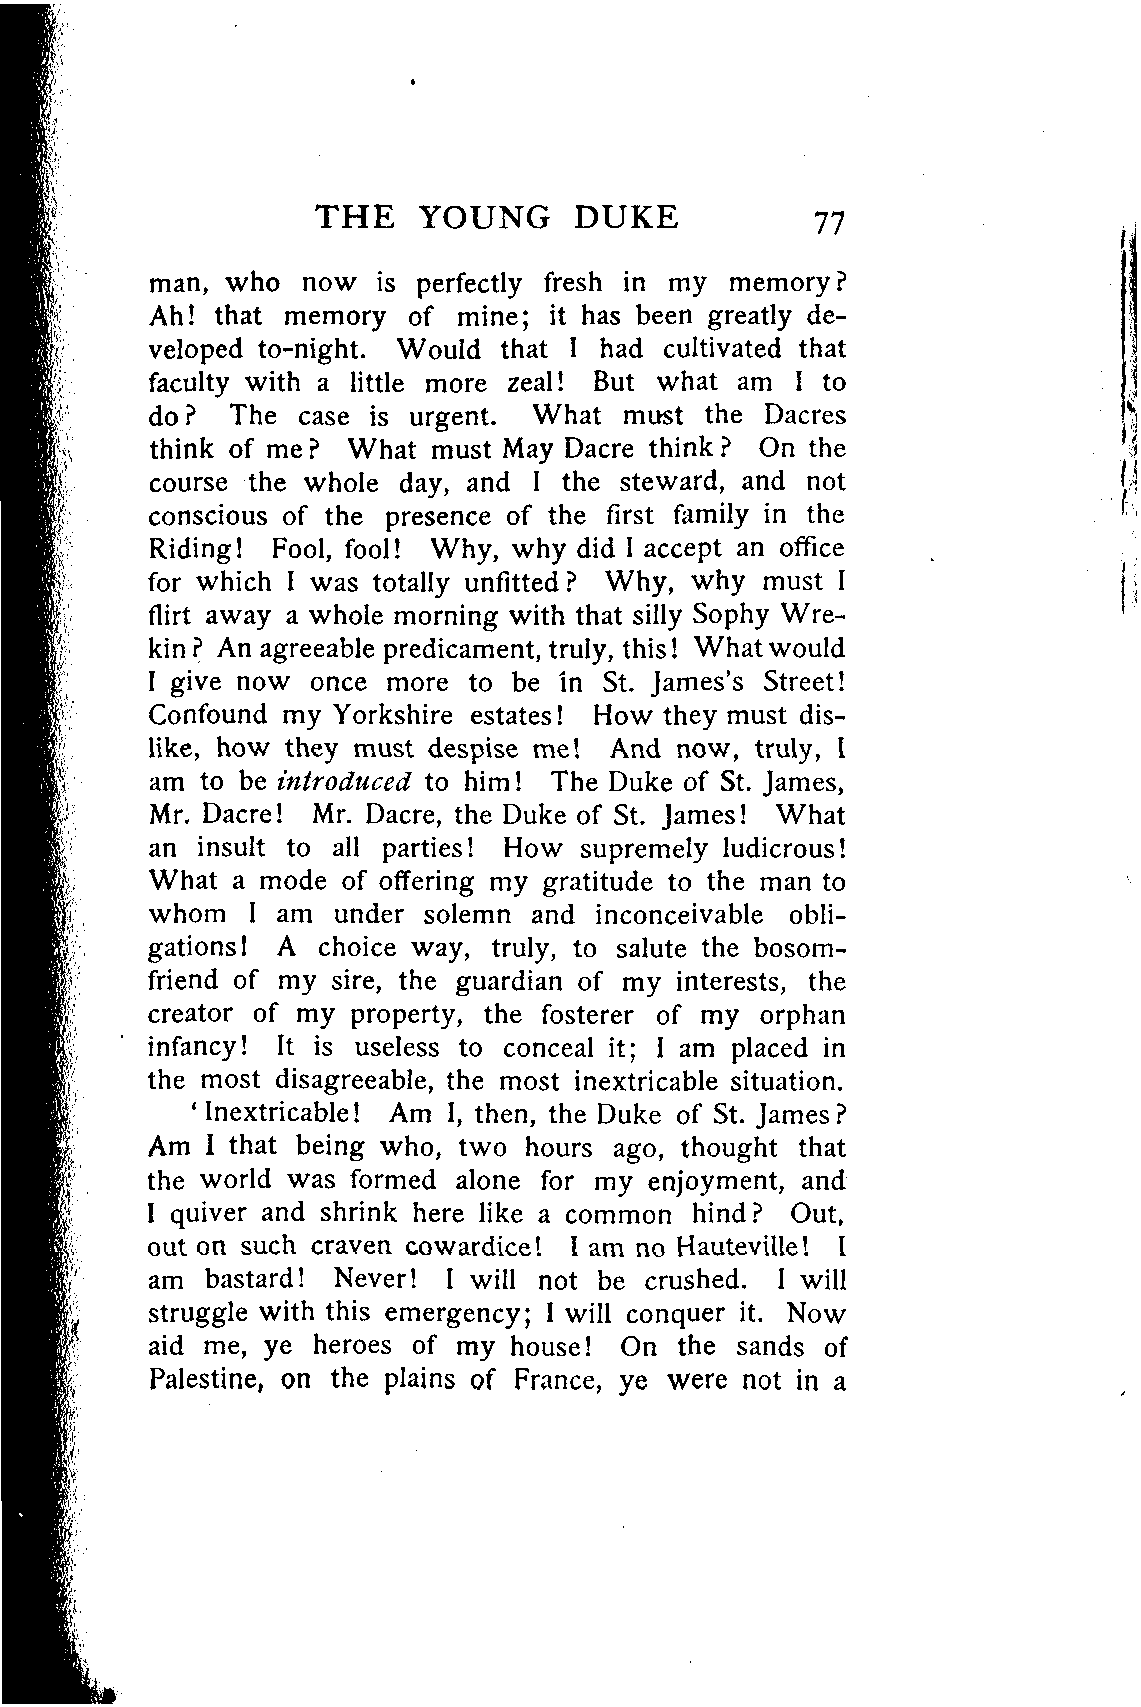 THE YOUNG DUKE 77
man, who now is perfectly fresh in my memory?
Ah! that memory of mine; it has been greatly de-
veloped to-night. Would that I had cultivated that
faculty with a little more zeal! But what am I to
do? The case is urgent. What must the Dacres
think of me? What must May Dacre think? On the
course the whole day, and I the steward, and not
conscious of the presence of the first family in the
Riding! Fool, fool! Why, why did I accept an office
for which I was totally unfitted? Why, why must I
flirt away a whole morning with that silly Sophy Wre-
kin? An agreeable predicament, truly, this! What would
I give now once more to be in St. James's Street!
Confound my Yorkshire estates! How they must dis-
like, how they must despise me! And now, truly, I
am to be introduced to him! The Duke of St. James,
Mr. Dacre! Mr. Dacre, the Duke of St. James! What
an insult to all parties! How supremely ludicrous!
What a mode of offering my gratitude to the man to
whom I am under solemn and inconceivable obli-
gations! A choice way, truly, to salute the bosom-
friend of my sire, the guardian of my interests, the
creator of my property, the fosterer of my orphan
infancy! It is useless to conceal it; I am placed in
the most disagreeable, the most inextricable situation.
‘Inextricable! Am I, then, the Duke of St. James?
Am I that being who, two hours ago, thought that
the world was formed alone for my enjoyment, and
I quiver and shrink here like a common hind? Out,
out on such craven cowardice! I am no Hauteville! I
am bastard! Never! I will not be crushed. I will
struggle with this emergency; I will conquer it. Now
aid me, ye heroes of my house! On the sands of
Palestine, on the plains of France, ye were not in a